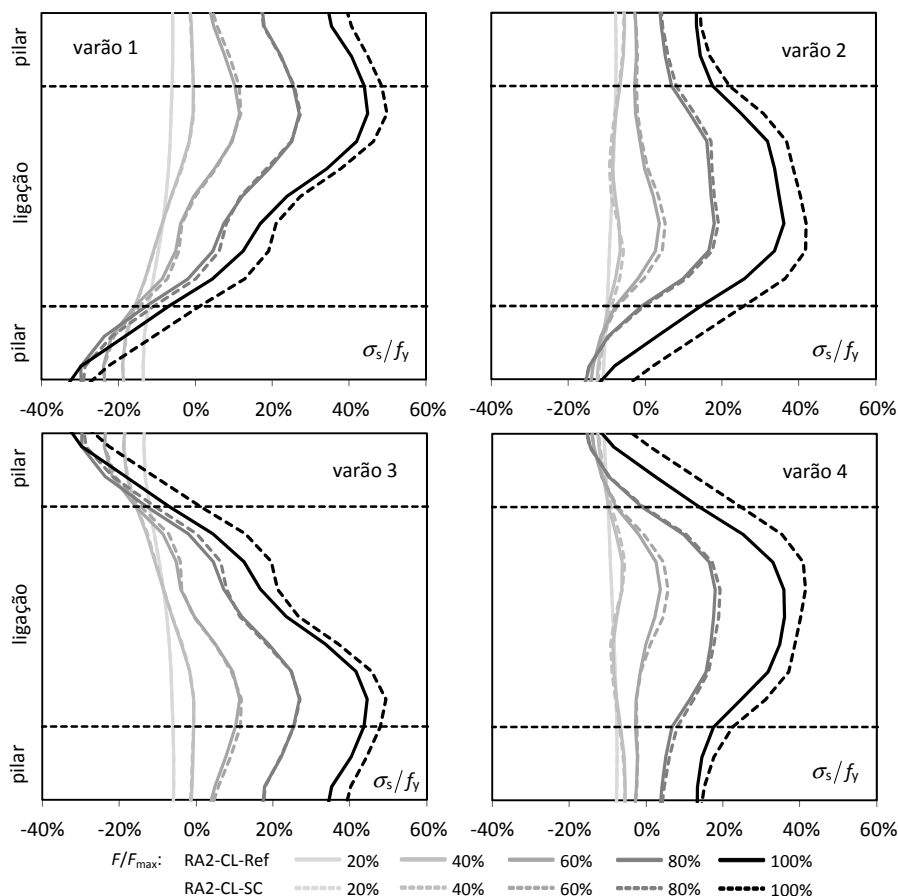 pilar
ligação
pilar
varão 1
σs/fy
-40% -20% 0% 20% 40% 60%
varão 2
σs/fy
-40% -20% 0% 20% 40% 60%
pilar
ligação
pilar
varão 3
σs/fy
-40% -20% 0% 20% 40% 60%
varão 4
σs/fy
-40% -20% 0% 20% 40% 60%
F/Fmax: RA2-CL-Ref 20% 40% 60% 80% 100%
RA2-CL-SC 20% 40% 60% 80% 100%